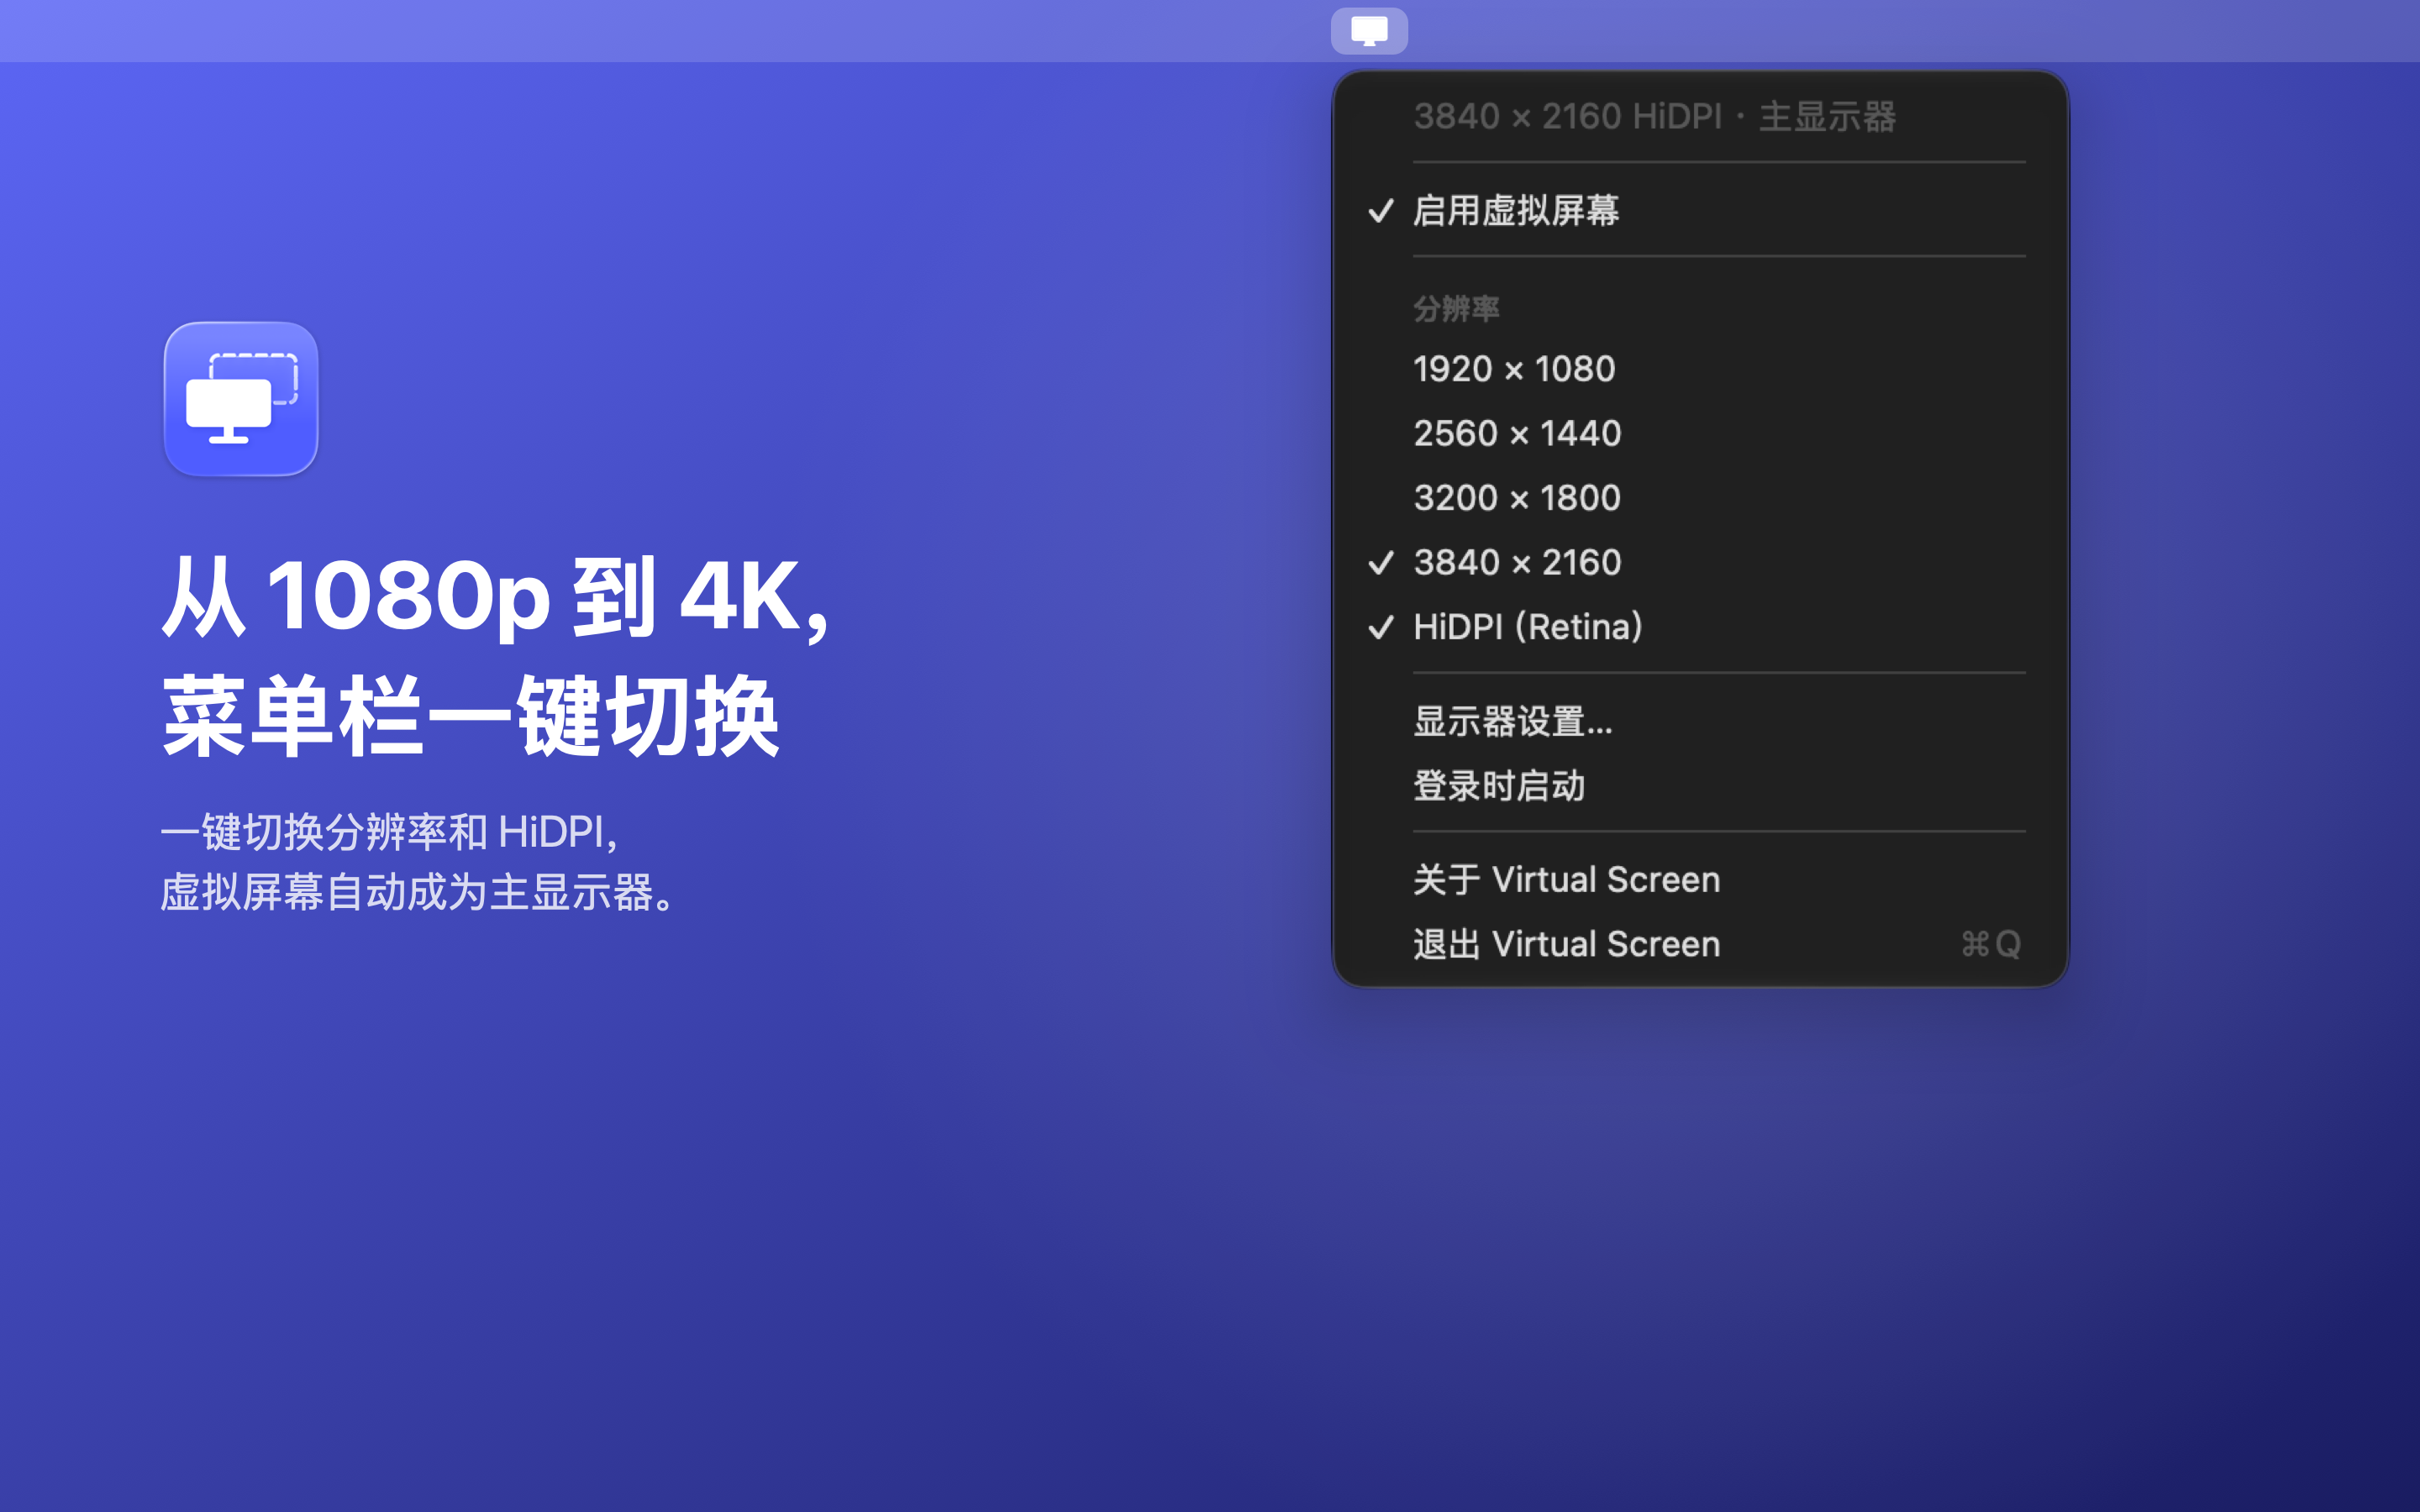 从 1080p 到 4K，
菜单栏一键切换
一键切换分辨率和 HiDPI，
虚拟屏幕自动成为主显示器。
3840 × 2160 HiDPI · 主显示器
✓ 启用虚拟屏幕
分辨率
1920 × 1080
2560 × 1440
3200 × 1800
✓ 3840 × 2160
✓ HiDPI (Retina)
显示器设置...
登录时启动
关于 Virtual Screen
退出 Virtual Screen ⌘Q